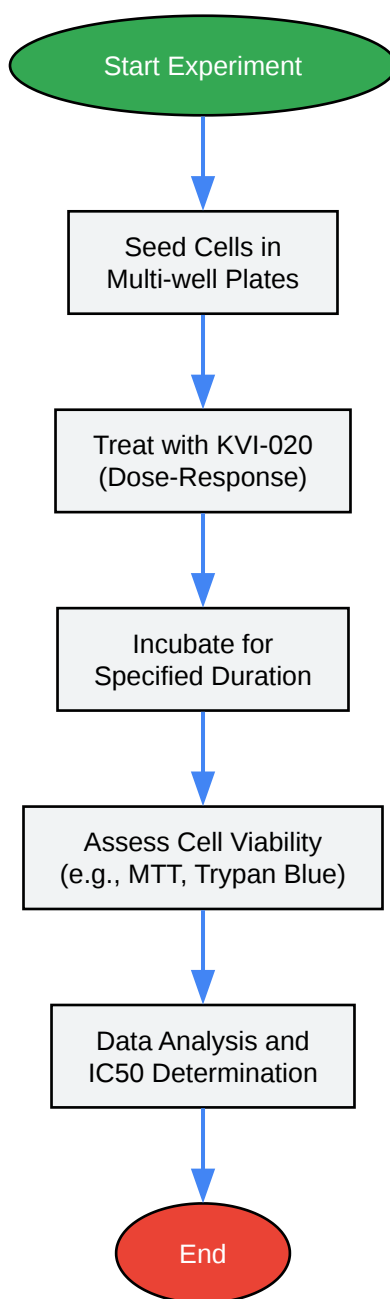 Start Experiment
Seed Cells in
Multi-well Plates
Treat with KVI-020
(Dose-Response)
Incubate for
Specified Duration
Assess Cell Viability
(e.g., MTT, Trypan Blue)
Data Analysis and
IC50 Determination
End